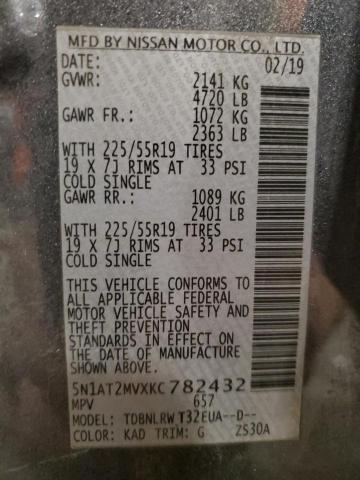 MFD BY NISSAN MOTOR CO., LTD.
DATE: 02/19
GVWR: 2141 KG
4720 LB
GAWR FR.: 1072 KG
2363 LB
WITH 225/55R19 TIRES
19 X 7J RIMS AT 33 PSI
COLD SINGLE
GAWR RR.: 1089 KG
2401 LB
WITH 225/55R19 TIRES
19 X 7J RIMS AT 33 PSI
COLD SINGLE
THIS VEHICLE CONFORMS TO
ALL APPLICABLE FEDERAL
MOTOR VEHICLE SAFETY AND
THEFT PREVENTION
STANDARDS IN EFFECT ON
THE DATE OF MANUFACTURE
SHOWN ABOVE.
5N1AT2MVXKC782432
MPV 657
MODEL: TDBNLRW T32EUA--D--
COLOR: KAD TRIM: G ZS30A